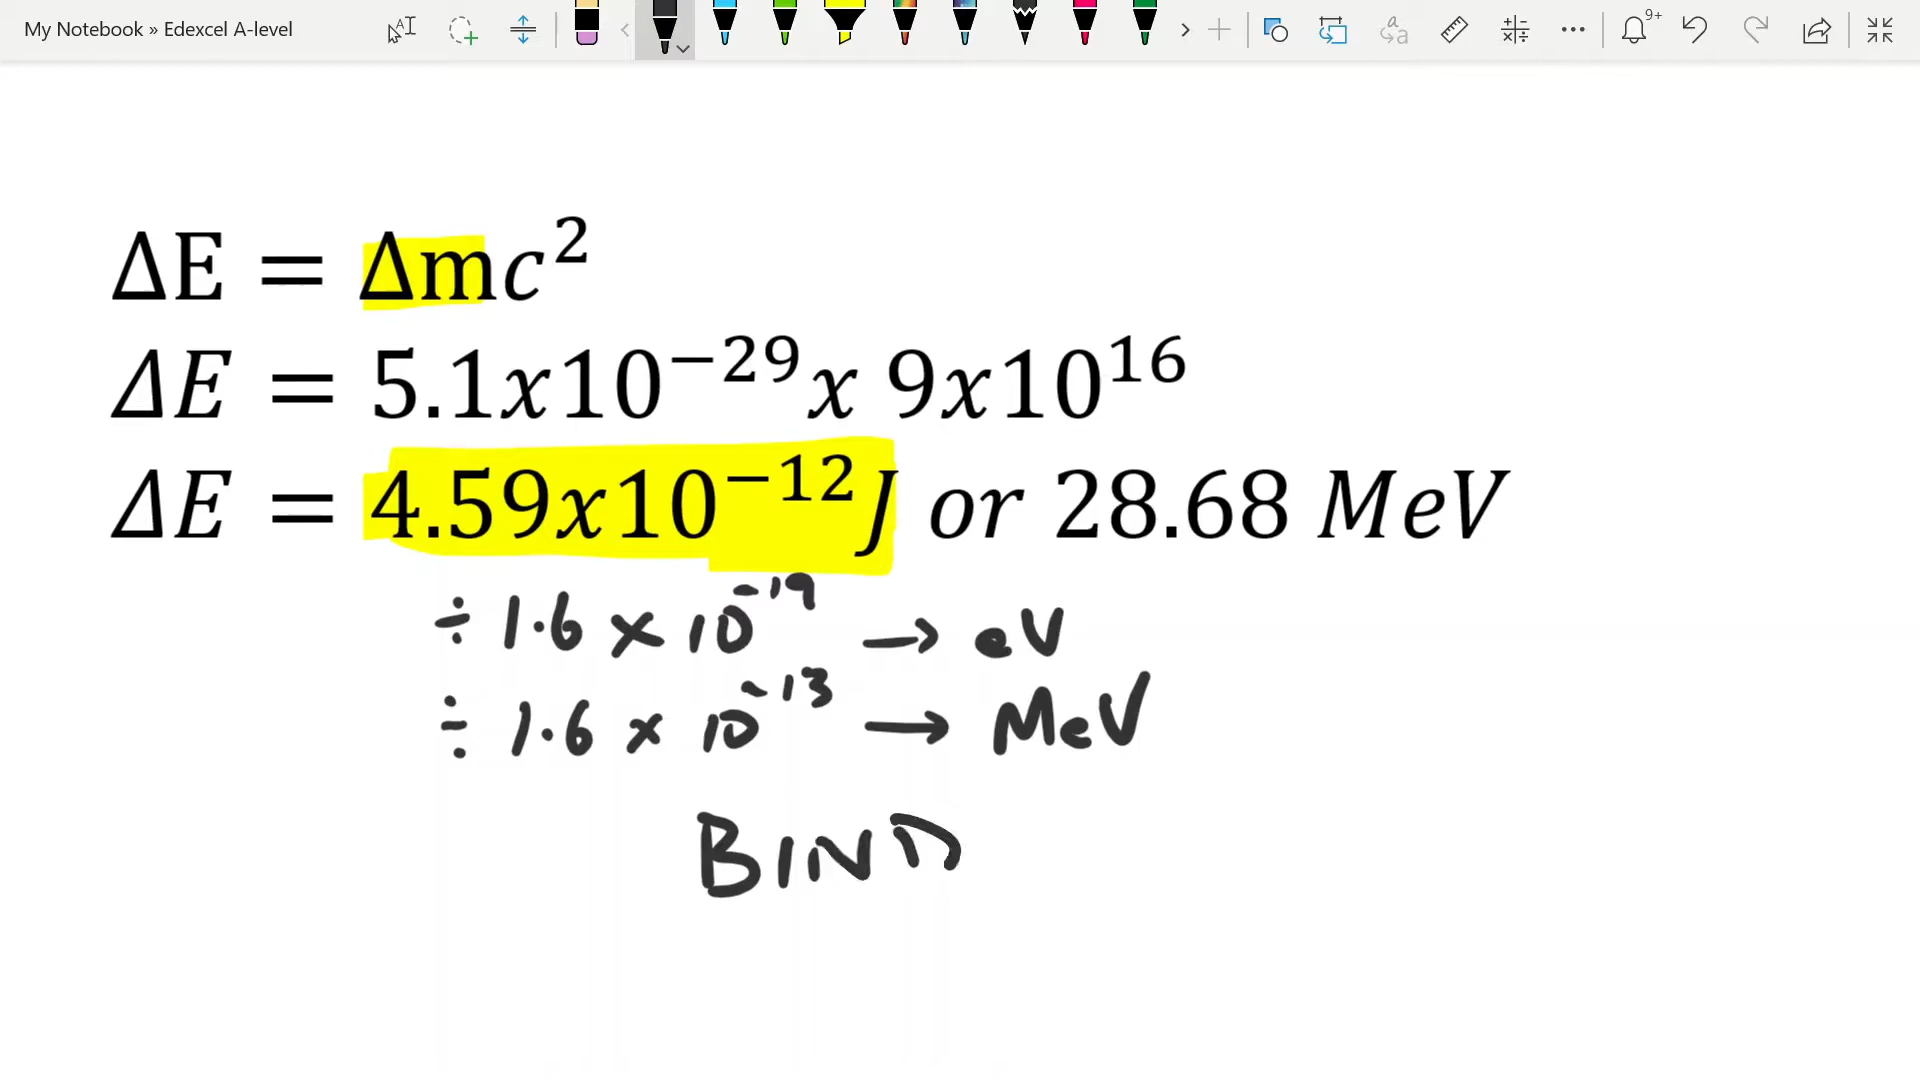 My Notebook » Edexcel A-level
9+
ΔE = Δmc²
ΔE = 5.1x10⁻²⁹x 9x10¹⁶
ΔE = 4.59x10⁻¹²J or 28.68 MeV
÷ 1.6 × 10⁻¹⁹ → eV
÷ 1.6 × 10⁻¹³ → MeV
BIND